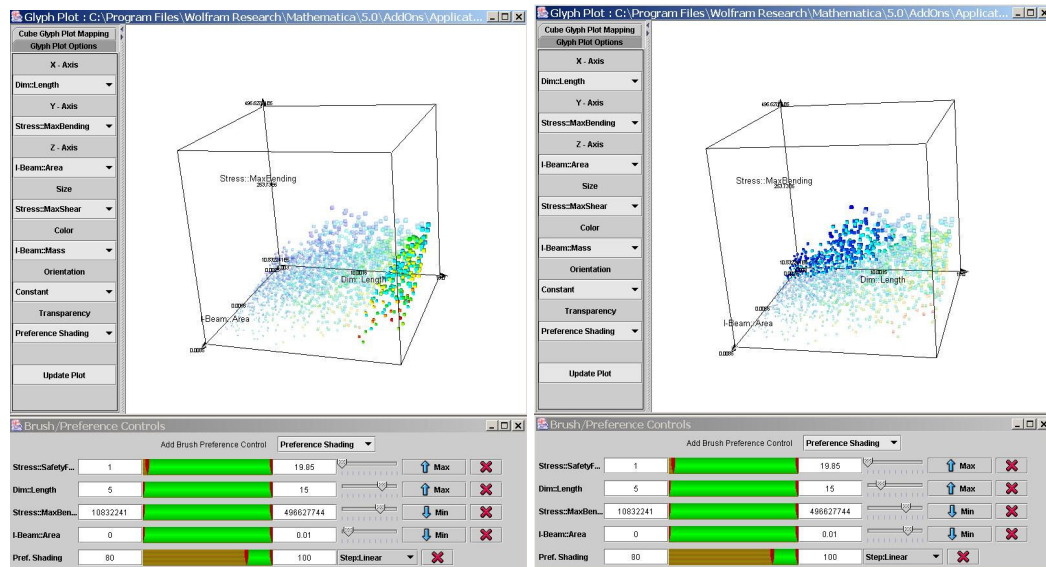 Glyph Plot : C:\Program Files\Wolfram Research\Mathematica\5.0\AddOns\Applicat...
Cube Glyph Plot Mapping
Glyph Plot Options
X - Axis
Dim::Length
Y - Axis
Stress::MaxBending
Z - Axis
I-Beam::Area
Size
Stress::MaxShear
Color
I-Beam::Mass
Orientation
Constant
Transparency
Preference Shading
Update Plot
Stress::MaxBending
Dim::Length
I-Beam::Area
Brush/Preference Controls
Add Brush Preference Control Preference Shading
Stress::SafetyF... 1 19.85 Max
Dim::Length 5 15 Max
Stress::MaxBen... 10832241 496627744 Min
I-Beam::Area 0 0.01 Min
Pref. Shading 80 100 Step:Linear
Glyph Plot : C:\Program Files\Wolfram Research\Mathematica\5.0\AddOns\Applicat...
Cube Glyph Plot Mapping
Glyph Plot Options
X - Axis
Dim::Length
Y - Axis
Stress::MaxBending
Z - Axis
I-Beam::Area
Size
Stress::MaxShear
Color
I-Beam::Mass
Orientation
Constant
Transparency
Preference Shading
Update Plot
Stress::MaxBending
Dim::Length
I-Beam::Area
Brush/Preference Controls
Add Brush Preference Control Preference Shading
Stress::SafetyF... 1 19.85 Max
Dim::Length 5 15 Max
Stress::MaxBen... 10832241 496627744 Min
I-Beam::Area 0 0.01 Min
Pref. Shading 80 100 Step:Linear